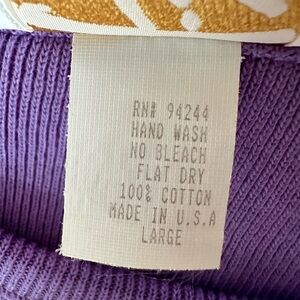 RN# 94244
HAND WASH
NO BLEACH
FLAT DRY
100% COTTON
MADE IN U.S.A
LARGE